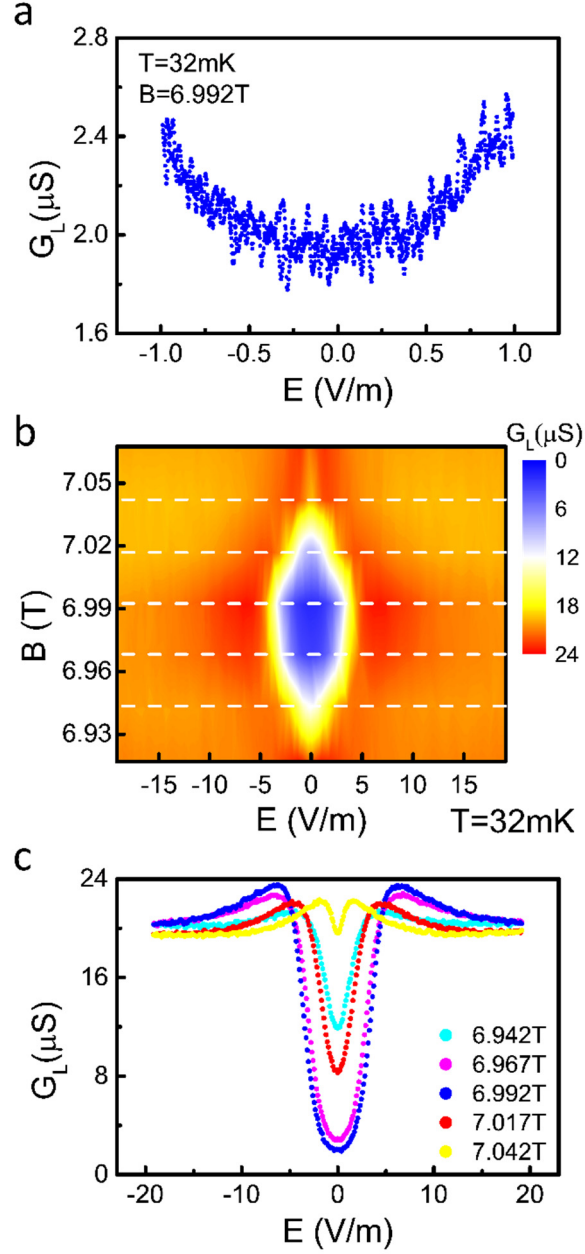 a
2.8
2.4
2.0
1.6
G_L(μS)
T=32mK
B=6.992T
-1.0 -0.5 0.0 0.5 1.0
E (V/m)
b
G_L(μS)
7.05
7.02
6.99
6.96
6.93
B (T)
0
6
12
18
24
-15 -10 -5 0 5 10 15
E (V/m)
T=32mK
c
24
16
8
0
G_L(μS)
6.942T
6.967T
6.992T
7.017T
7.042T
-20 -10 0 10 20
E (V/m)